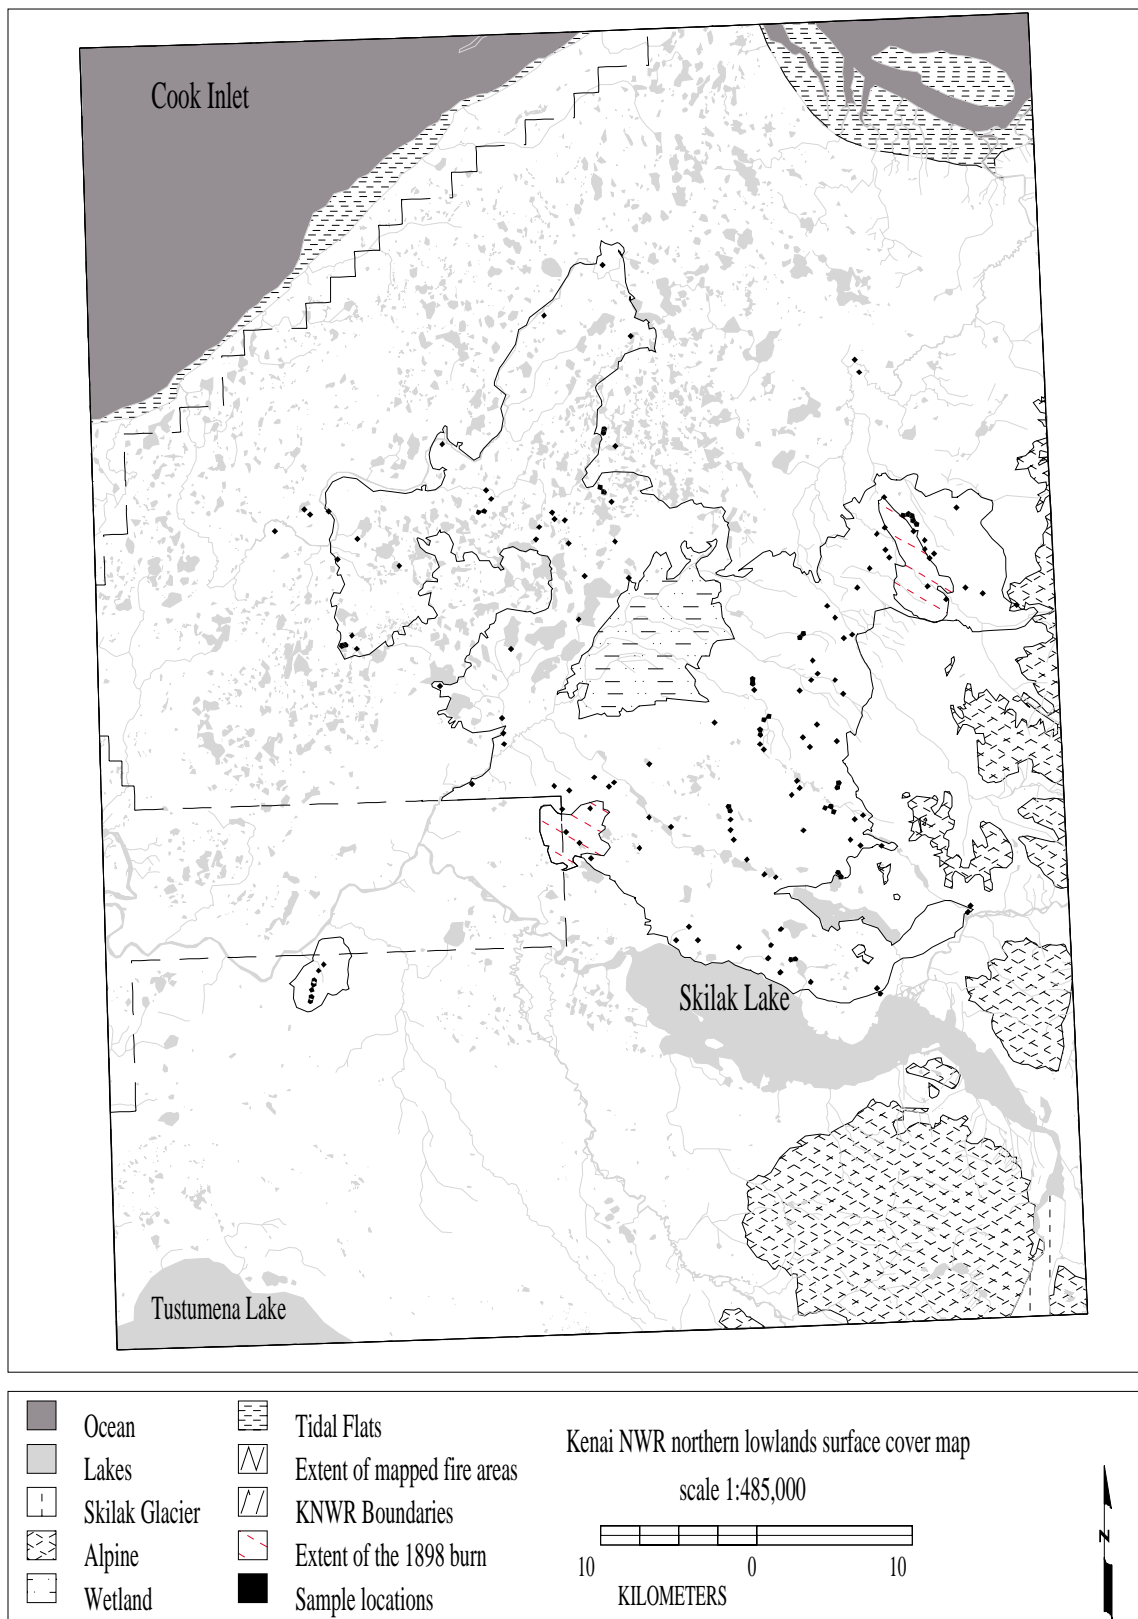 Cook Inlet
Skilak Lake
Tustumena Lake
Ocean
Lakes
Skilak Glacier
Alpine
Wetland
Tidal Flats
Extent of mapped fire areas
KNWR Boundaries
Extent of the 1898 burn
Sample locations
Kenai NWR northern lowlands surface cover map
scale 1:485,000
10 0 10
KILOMETERS
N